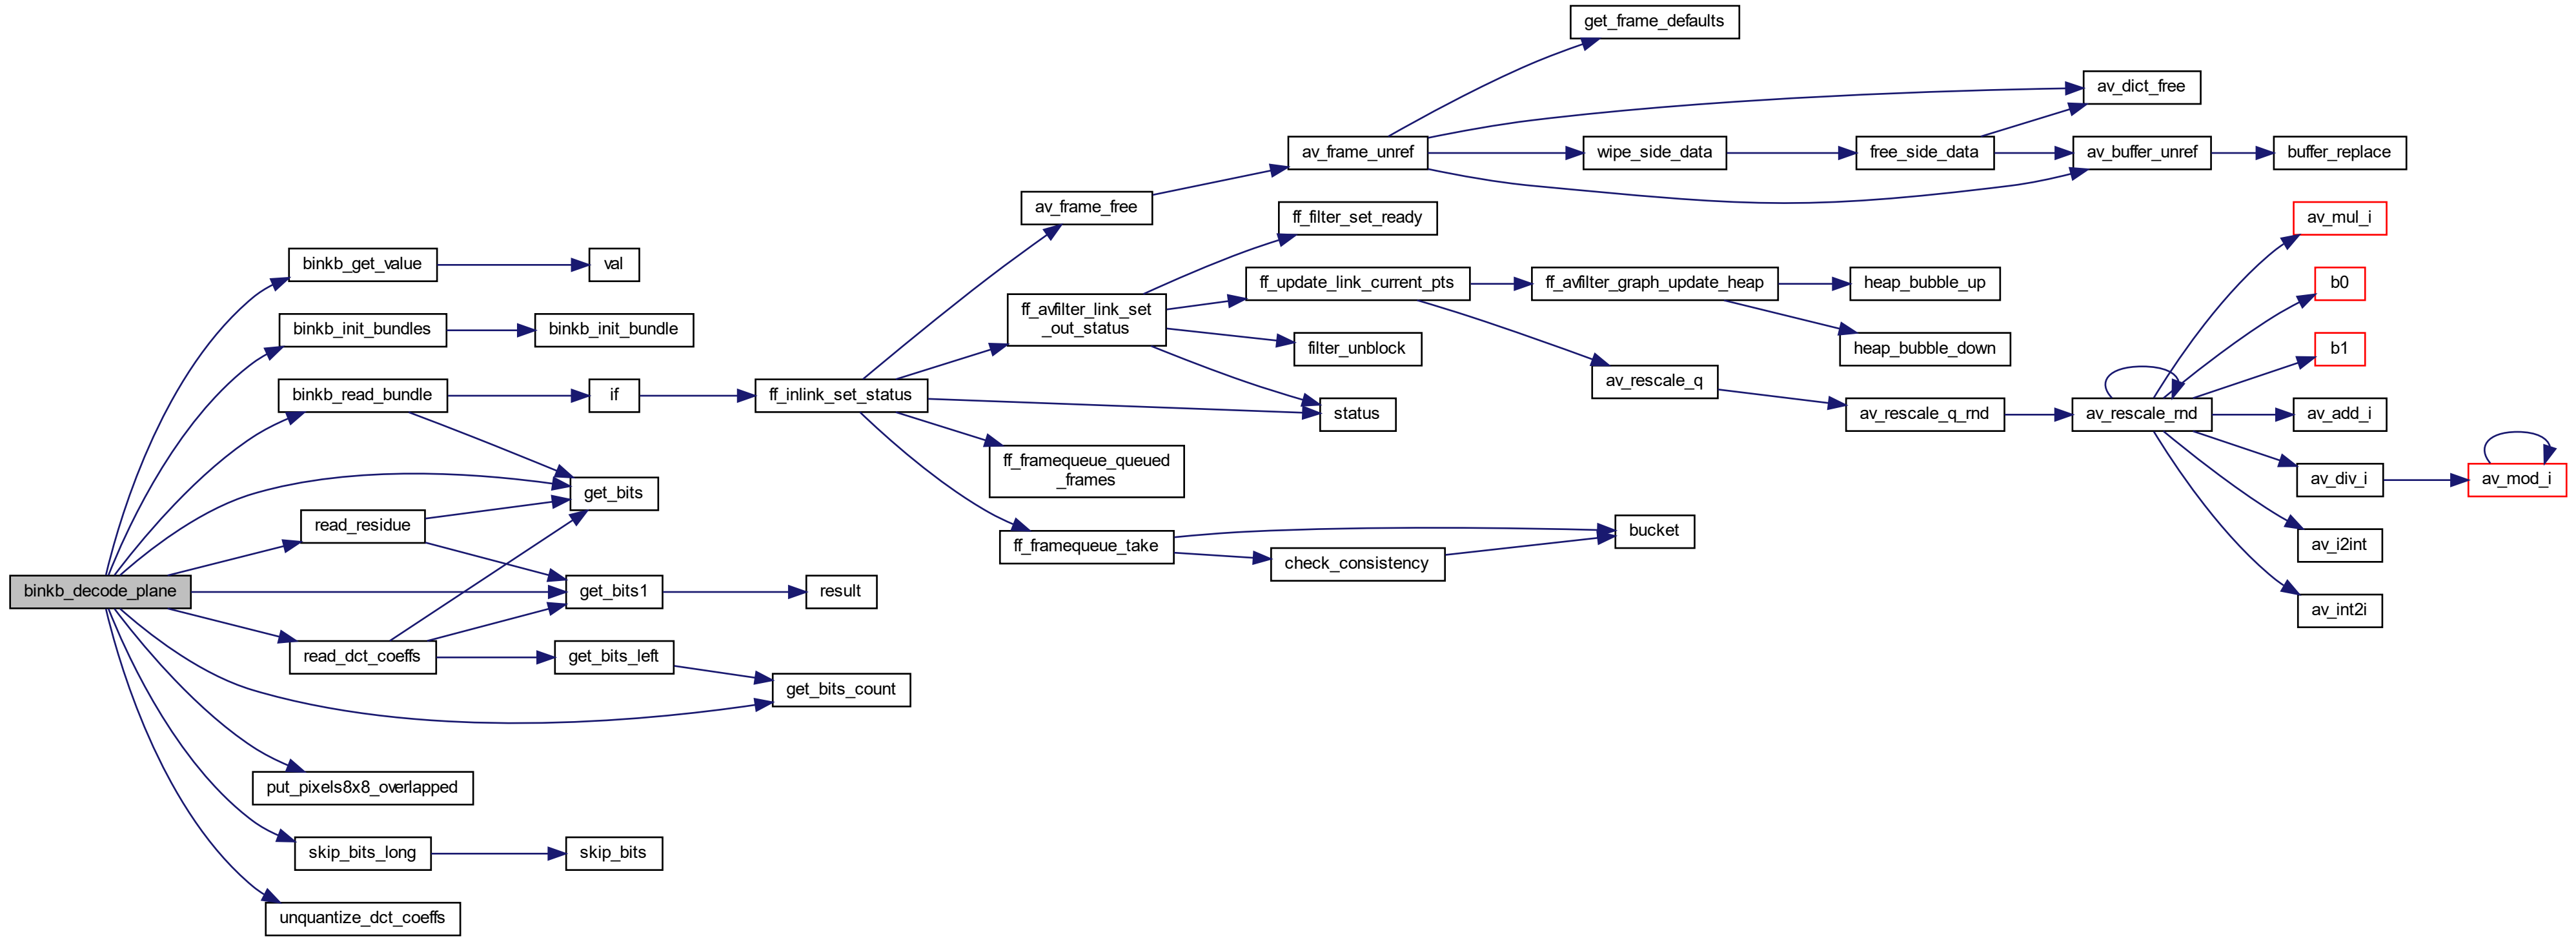 get_frame_defaults
av_dict_free
av_frame_unref
wipe_side_data
free_side_data
av_buffer_unref
buffer_replace
av_frame_free
ff_filter_set_ready
av_mul_i
binkb_get_value
val
ff_update_link_current_pts
ff_avfilter_graph_update_heap
heap_bubble_up
b0
ff_avfilter_link_set
_out_status
binkb_init_bundles
binkb_init_bundle
filter_unblock
heap_bubble_down
b1
av_rescale_q
binkb_read_bundle
if
ff_inlink_set_status
status
av_rescale_q_rnd
av_rescale_rnd
av_add_i
ff_framequeue_queued
_frames
get_bits
av_div_i
av_mod_i
read_residue
ff_framequeue_take
bucket
av_i2int
check_consistency
binkb_decode_plane
get_bits1
result
av_int2i
read_dct_coeffs
get_bits_left
get_bits_count
put_pixels8x8_overlapped
skip_bits_long
skip_bits
unquantize_dct_coeffs